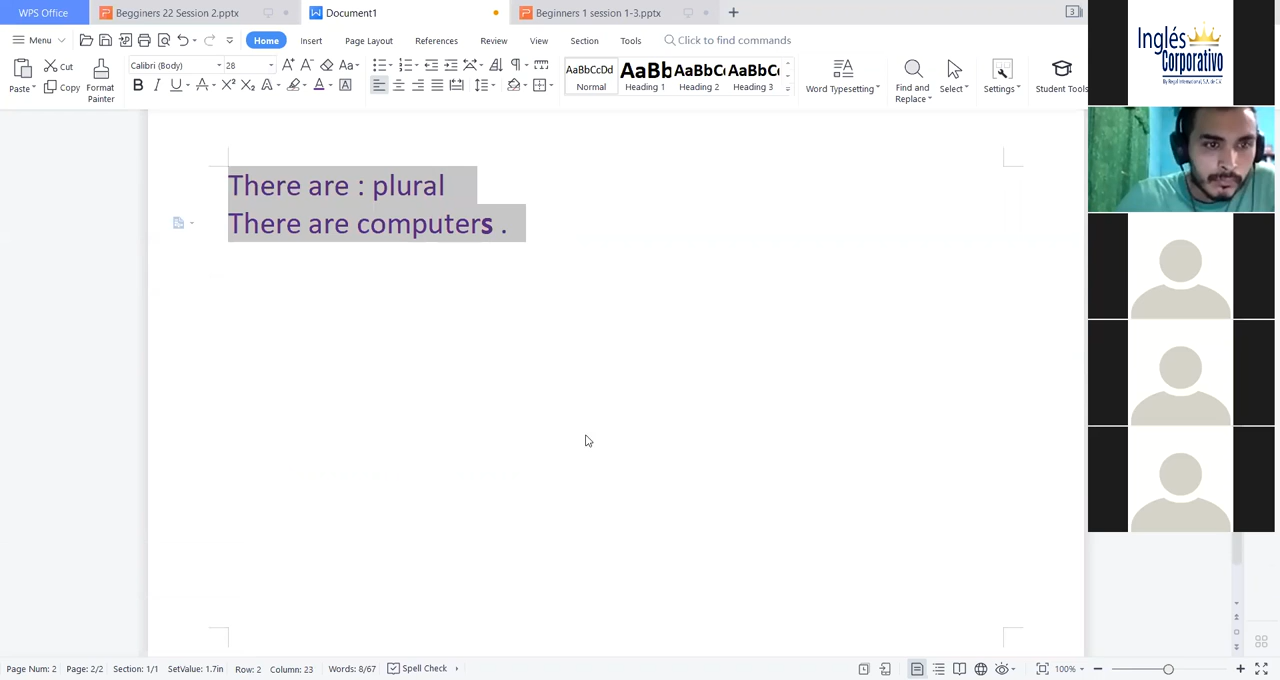 WPS Office
Begginers 22 Session 2.pptx
Document1
Beginners 1 session 1-3.pptx
3
Menu
Home
Insert
Page Layout
References
Review
View
Section
Tools
Click to find commands
Paste
Cut
Copy
Format
Painter
Calibri (Body)
28
AaBbCcDd
Normal
AaBb
Heading 1
AaBbC
Heading 2
AaBbC
Heading 3
Word Typesetting
Find and
Replace
Select
Settings
Student Tools
There are : plural
There are computers .
Inglés
Corporativo
Page Num: 2
Page: 2/2
Section: 1/1
SetValue: 1.7in
Row: 2
Column: 23
Words: 8/67
Spell Check
100%